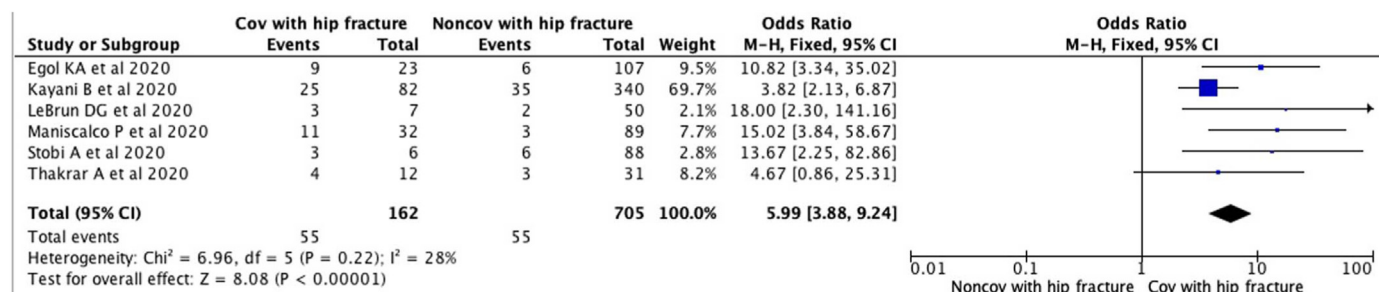 Cov with hip fracture Noncov with hip fracture Odds Ratio Odds Ratio
Study or Subgroup Events Total Events Total Weight M-H, Fixed, 95% CI M-H, Fixed, 95% CI
Egol KA et al 2020 9 23 6 107 9.5% 10.82 [3.34, 35.02]
Kayani B et al 2020 25 82 35 340 69.7% 3.82 [2.13, 6.87]
LeBrun DG et al 2020 3 7 2 50 2.1% 18.00 [2.30, 141.16]
Maniscalco P et al 2020 11 32 3 89 7.7% 15.02 [3.84, 58.67]
Stobi A et al 2020 3 6 6 88 2.8% 13.67 [2.25, 82.86]
Thakrar A et al 2020 4 12 3 31 8.2% 4.67 [0.86, 25.31]
Total (95% CI) 162 705 100.0% 5.99 [3.88, 9.24]
Total events 55 55
Heterogeneity: Chi² = 6.96, df = 5 (P = 0.22); I² = 28%
Test for overall effect: Z = 8.08 (P < 0.00001)
0.01 0.1 1 10 100
Noncov with hip fracture Cov with hip fracture